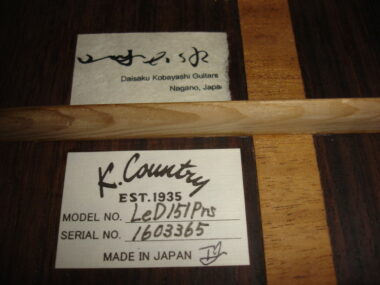 Daisaku Kobayashi Guitars
Nagano, Japan
K. Country
EST. 1935
MODEL NO. LeD151Prs
SERIAL NO. 1603365
MADE IN JAPAN